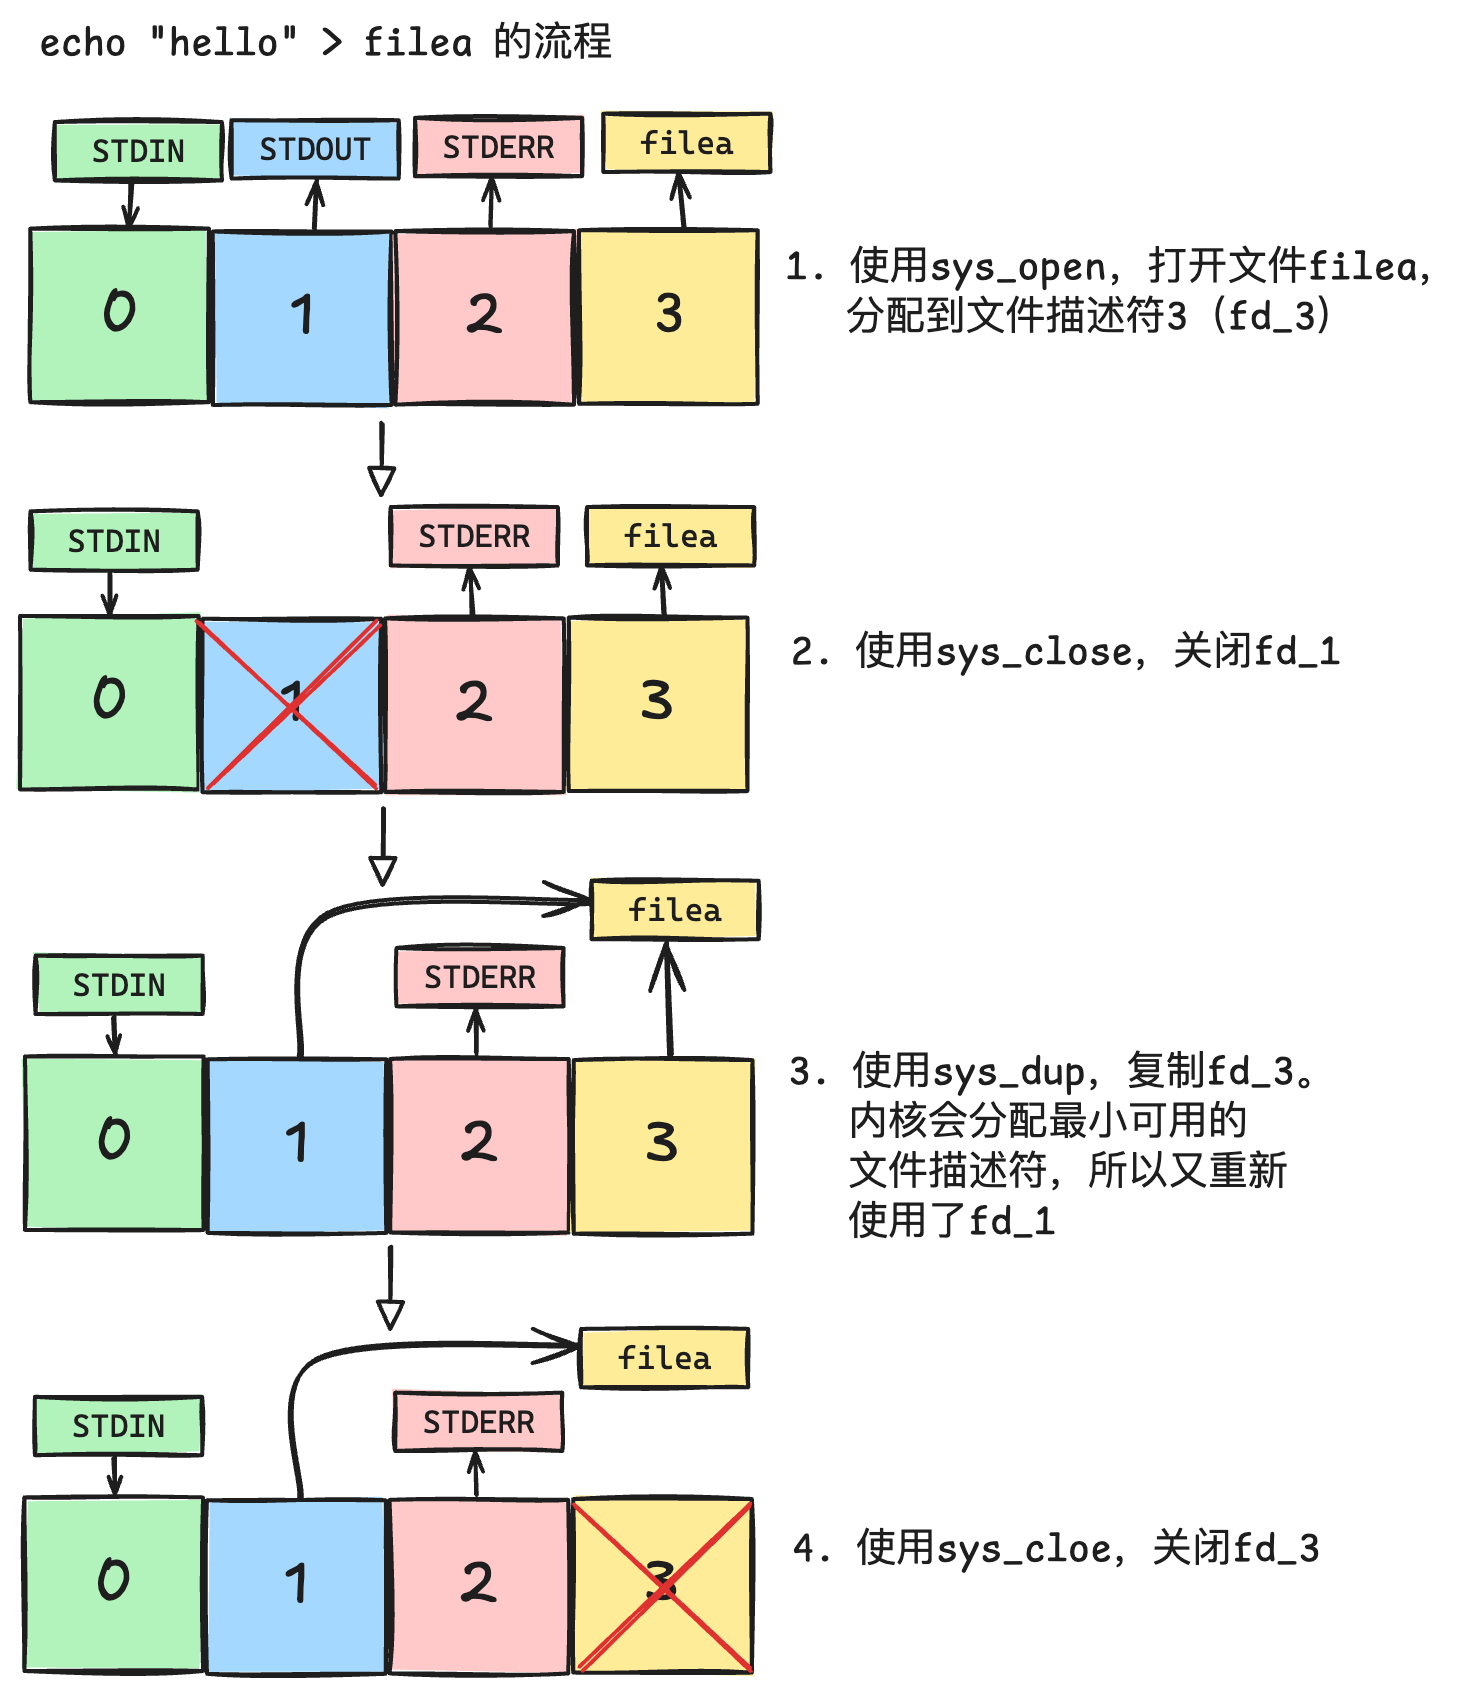 echo "hello" > filea 的流程
STDIN
STDOUT
STDERR
filea
0
1
2
3
1. 使用sys_open，打开文件filea，
分配到文件描述符3（fd_3）
STDIN
STDERR
filea
0
1
2
3
2. 使用sys_close，关闭fd_1
filea
STDERR
STDIN
0
1
2
3
3. 使用sys_dup，复制fd_3。
内核会分配最小可用的
文件描述符，所以又重新
使用了fd_1
filea
STDIN
STDERR
0
1
2
3
4. 使用sys_cloe，关闭fd_3